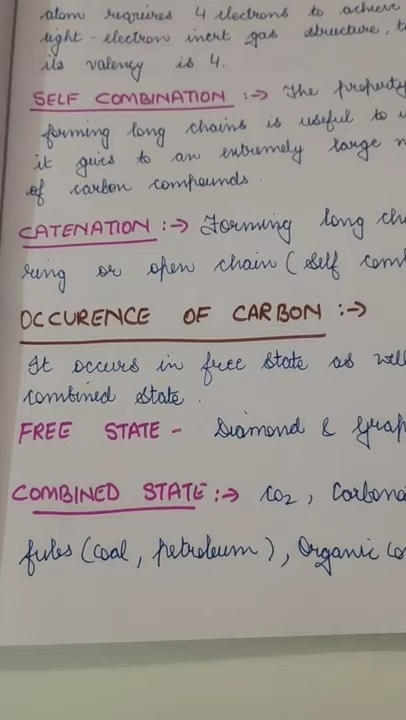 atom requires 4 electrons to achieve
eight-electron inert gas structure,
its valency is 4.
SELF COMBINATION :-> The property
forming long chains is useful to
it gives to an extremely large
of carbon compounds.
CATENATION :-> Forming long
ring or open chain (Self
OCCURENCE OF CARBON :->
It occurs in free state as well
combined state.
FREE STATE - Diamond &
COMBINED STATE :-> CO2,
fules (coal, petroleum), Organic